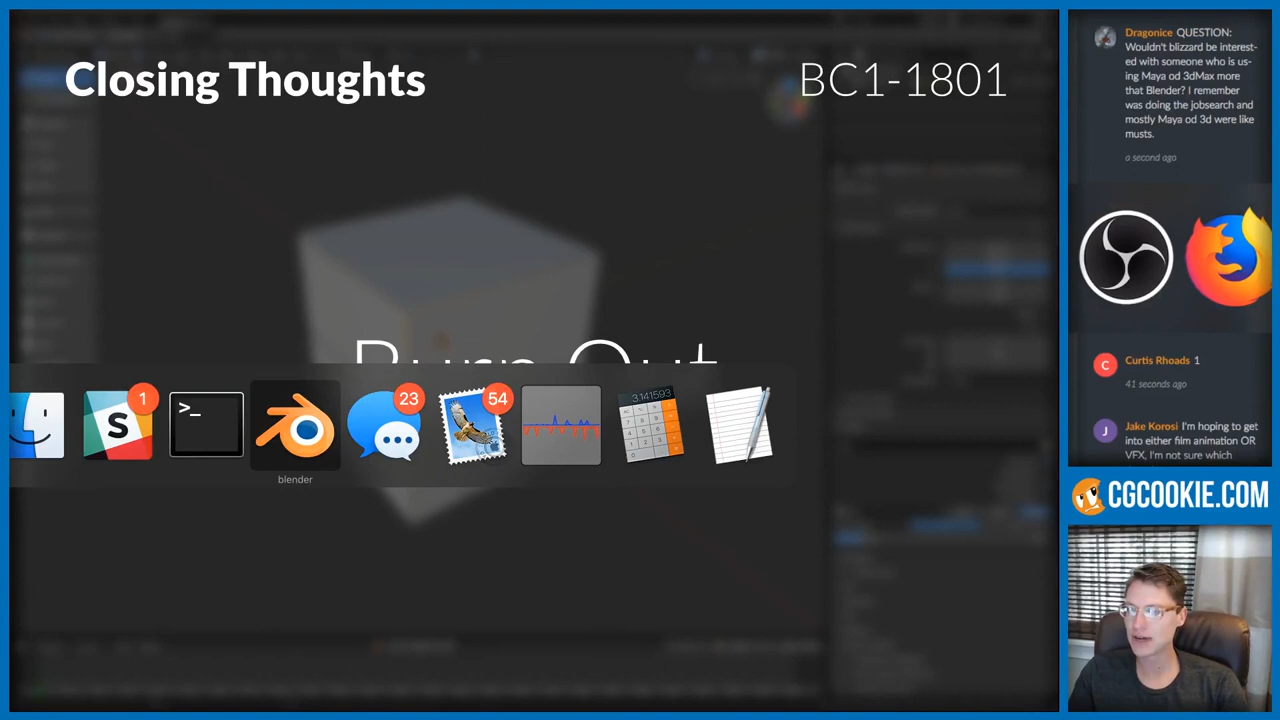 Closing Thoughts
BC1-1801
Burn Out
1
>_
blender
23
54
3.141593
Dragonice QUESTION:
Wouldn't blizzard be interest-
ed with someone who is us-
ing Maya od 3dMax more
that Blender? I remember
was doing the jobsearch and
mostly Maya od 3d were like
musts.
a second ago
C
Curtis Rhoads 1
41 seconds ago
J
Jake Korosi I'm hoping to get
into either film animation OR
VFX, I'm not sure which
CGCOOKIE.COM